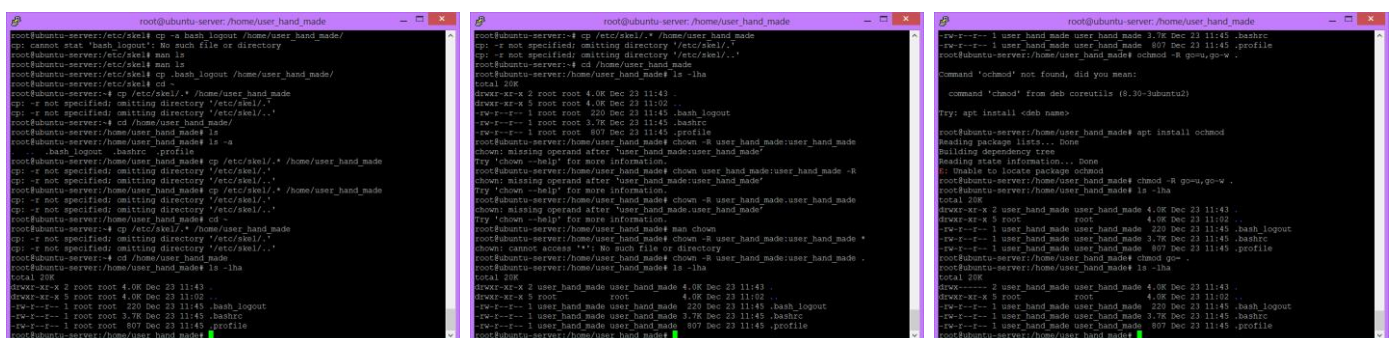 root@ubuntu-server: /home/user_hand_made
root@ubuntu-server:/etc/skel# cp -a bash_logout /home/user_hand_made/
cp: cannot stat 'bash_logout': No such file or directory
root@ubuntu-server:/etc/skel# man ls
root@ubuntu-server:/etc/skel# man ls
root@ubuntu-server:/etc/skel# cp .bash_logout /home/user_hand_made/
root@ubuntu-server:/etc/skel# cd ~
root@ubuntu-server:~# cp /etc/skel/.* /home/user_hand_made
cp: -r not specified; omitting directory '/etc/skel/.'
cp: -r not specified; omitting directory '/etc/skel/..'
root@ubuntu-server:~# cd /home/user_hand_made/
root@ubuntu-server:/home/user_hand_made# ls
root@ubuntu-server:/home/user_hand_made# ls -a
.  ..  .bash_logout  .bashrc  .profile
root@ubuntu-server:/home/user_hand_made# cp /etc/skel/.* /home/user_hand_made
cp: -r not specified; omitting directory '/etc/skel/.'
cp: -r not specified; omitting directory '/etc/skel/..'
root@ubuntu-server:/home/user_hand_made# cp /etc/skel/.* /home/user_hand_made
cp: -r not specified; omitting directory '/etc/skel/.'
cp: -r not specified; omitting directory '/etc/skel/..'
root@ubuntu-server:/home/user_hand_made# cd ~
root@ubuntu-server:~# cp /etc/skel/.* /home/user_hand_made
cp: -r not specified; omitting directory '/etc/skel/.'
cp: -r not specified; omitting directory '/etc/skel/..'
root@ubuntu-server:~# cd /home/user_hand_made
root@ubuntu-server:/home/user_hand_made# ls -lha
total 20K
drwxr-xr-x 2 root root 4.0K Dec 23 11:43 .
drwxr-xr-x 5 root root 4.0K Dec 23 11:02 ..
-rw-r--r-- 1 root root  220 Dec 23 11:45 .bash_logout
-rw-r--r-- 1 root root 3.7K Dec 23 11:45 .bashrc
-rw-r--r-- 1 root root  807 Dec 23 11:45 .profile
root@ubuntu-server:/home/user_hand_made#
root@ubuntu-server: /home/user_hand_made
root@ubuntu-server:~# cp /etc/skel/.* /home/user_hand_made
cp: -r not specified; omitting directory '/etc/skel/.'
cp: -r not specified; omitting directory '/etc/skel/..'
root@ubuntu-server:~# cd /home/user_hand_made
root@ubuntu-server:/home/user_hand_made# ls -lha
total 20K
drwxr-xr-x 2 root root 4.0K Dec 23 11:43 .
drwxr-xr-x 5 root root 4.0K Dec 23 11:02 ..
-rw-r--r-- 1 root root  220 Dec 23 11:45 .bash_logout
-rw-r--r-- 1 root root 3.7K Dec 23 11:45 .bashrc
-rw-r--r-- 1 root root  807 Dec 23 11:45 .profile
root@ubuntu-server:/home/user_hand_made# chown -R user_hand_made:user_hand_made
chown: missing operand after 'user_hand_made:user_hand_made'
Try 'chown --help' for more information.
root@ubuntu-server:/home/user_hand_made# chown user_hand_made:user_hand_made -R
chown: missing operand after 'user_hand_made:user_hand_made'
Try 'chown --help' for more information.
root@ubuntu-server:/home/user_hand_made# chown -R user_hand_made.user_hand_made
chown: missing operand after 'user_hand_made.user_hand_made'
Try 'chown --help' for more information.
root@ubuntu-server:/home/user_hand_made# man chown
root@ubuntu-server:/home/user_hand_made# chown -R user_hand_made:user_hand_made *
chown: cannot access '*': No such file or directory
root@ubuntu-server:/home/user_hand_made# chown -R user_hand_made:user_hand_made .
root@ubuntu-server:/home/user_hand_made# ls -lha
total 20K
drwxr-xr-x 2 user_hand_made user_hand_made 4.0K Dec 23 11:43 .
drwxr-xr-x 5 root           root           4.0K Dec 23 11:02 ..
-rw-r--r-- 1 user_hand_made user_hand_made  220 Dec 23 11:45 .bash_logout
-rw-r--r-- 1 user_hand_made user_hand_made 3.7K Dec 23 11:45 .bashrc
-rw-r--r-- 1 user_hand_made user_hand_made  807 Dec 23 11:45 .profile
root@ubuntu-server:/home/user_hand_made#
root@ubuntu-server: /home/user_hand_made
-rw-r--r-- 1 user_hand_made user_hand_made 3.7K Dec 23 11:45 .bashrc
-rw-r--r-- 1 user_hand_made user_hand_made  807 Dec 23 11:45 .profile
root@ubuntu-server:/home/user_hand_made# ochmod -R go=u,go-w .
Command 'ochmod' not found, did you mean:
command 'chmod' from deb coreutils (8.30-3ubuntu2)
Try: apt install <deb name>
root@ubuntu-server:/home/user_hand_made# apt install ochmod
Reading package lists... Done
Building dependency tree
Reading state information... Done
E: Unable to locate package ochmod
root@ubuntu-server:/home/user_hand_made# chmod -R go=u,go-w .
root@ubuntu-server:/home/user_hand_made# ls -lha
total 20K
drwxr-xr-x 2 user_hand_made user_hand_made 4.0K Dec 23 11:43 .
drwxr-xr-x 5 root           root           4.0K Dec 23 11:02 ..
-rw-r--r-- 1 user_hand_made user_hand_made  220 Dec 23 11:45 .bash_logout
-rw-r--r-- 1 user_hand_made user_hand_made 3.7K Dec 23 11:45 .bashrc
-rw-r--r-- 1 user_hand_made user_hand_made  807 Dec 23 11:45 .profile
root@ubuntu-server:/home/user_hand_made# chmod go= .
root@ubuntu-server:/home/user_hand_made# ls -lha
total 20K
drwx------ 2 user_hand_made user_hand_made 4.0K Dec 23 11:43 .
drwxr-xr-x 5 root           root           4.0K Dec 23 11:02 ..
-rw-r--r-- 1 user_hand_made user_hand_made  220 Dec 23 11:45 .bash_logout
-rw-r--r-- 1 user_hand_made user_hand_made 3.7K Dec 23 11:45 .bashrc
-rw-r--r-- 1 user_hand_made user_hand_made  807 Dec 23 11:45 .profile
root@ubuntu-server:/home/user_hand_made#